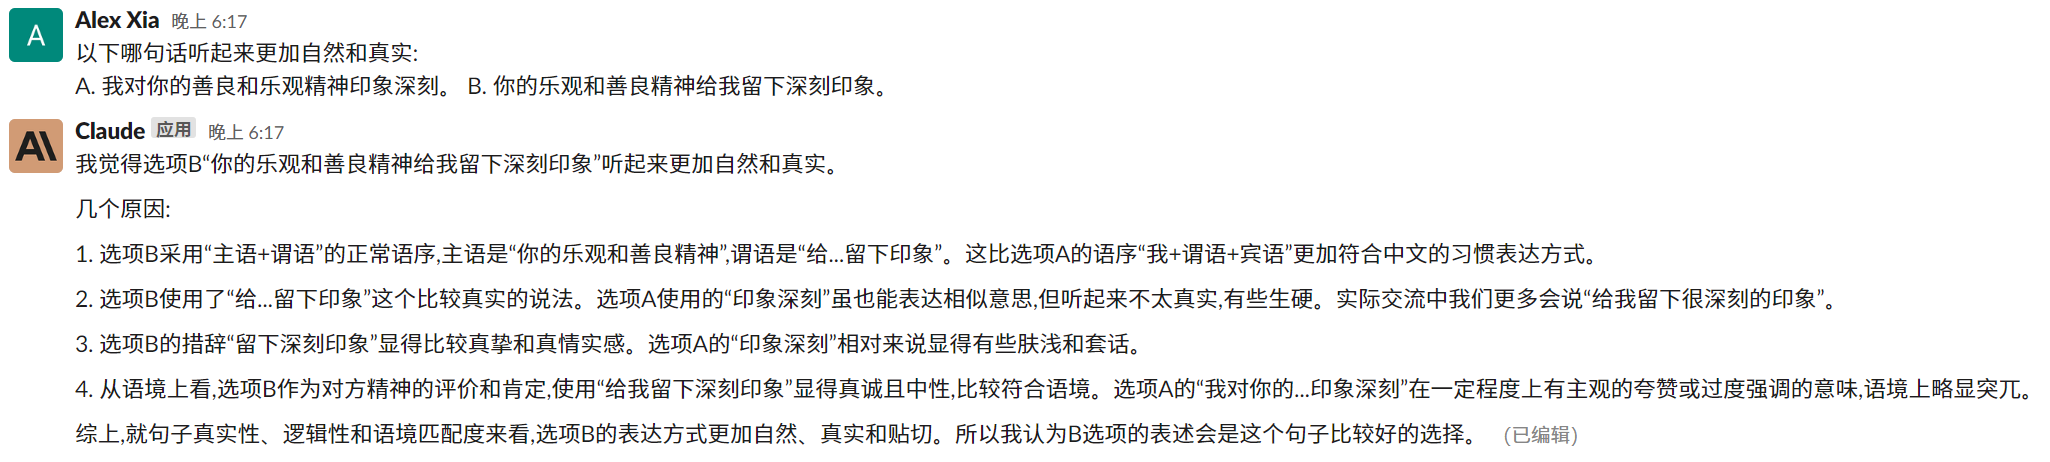 A
Alex Xia 晚上 6:17
以下哪句话听起来更加自然和真实:
A. 我对你的善良和乐观精神印象深刻。 B. 你的乐观和善良精神给我留下深刻印象。
A\
Claude 应用 晚上 6:17
我觉得选项B“你的乐观和善良精神给我留下深刻印象”听起来更加自然和真实。
几个原因:
1. 选项B采用“主语+谓语”的正常语序,主语是“你的乐观和善良精神”,谓语是“给...留下印象”。这比选项A的语序“我+谓语+宾语”更加符合中文的习惯表达方式。
2. 选项B使用了“给...留下印象”这个比较真实的说法。选项A使用的“印象深刻”虽也能表达相似意思,但听起来不太真实,有些生硬。实际交流中我们更多会说“给我留下很深刻的印象”。
3. 选项B的措辞“留下深刻印象”显得比较真挚和真情实感。选项A的“印象深刻”相对来说显得有些肤浅和套话。
4. 从语境上看,选项B作为对方精神的评价和肯定,使用“给我留下深刻印象”显得真诚且中性,比较符合语境。选项A的“我对你的...印象深刻”在一定程度上有主观的夸赞或过度强调的意味,语境上略显突兀。
综上,就句子真实性、逻辑性和语境匹配度来看,选项B的表达方式更加自然、真实和贴切。所以我认为B选项的表述会是这个句子比较好的选择。 (已编辑)